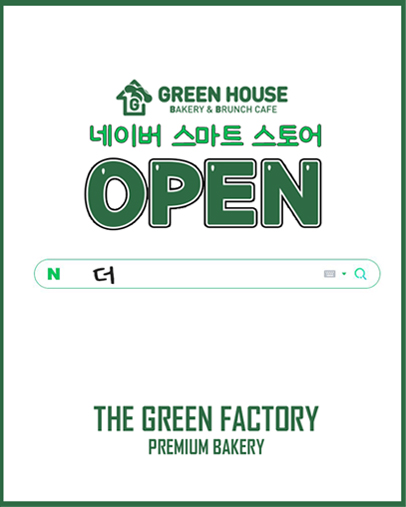 GREEN HOUSE
BAKERY & BRUNCH CAFE
네이버 스마트 스토어
OPEN
N 더
THE GREEN FACTORY
PREMIUM BAKERY